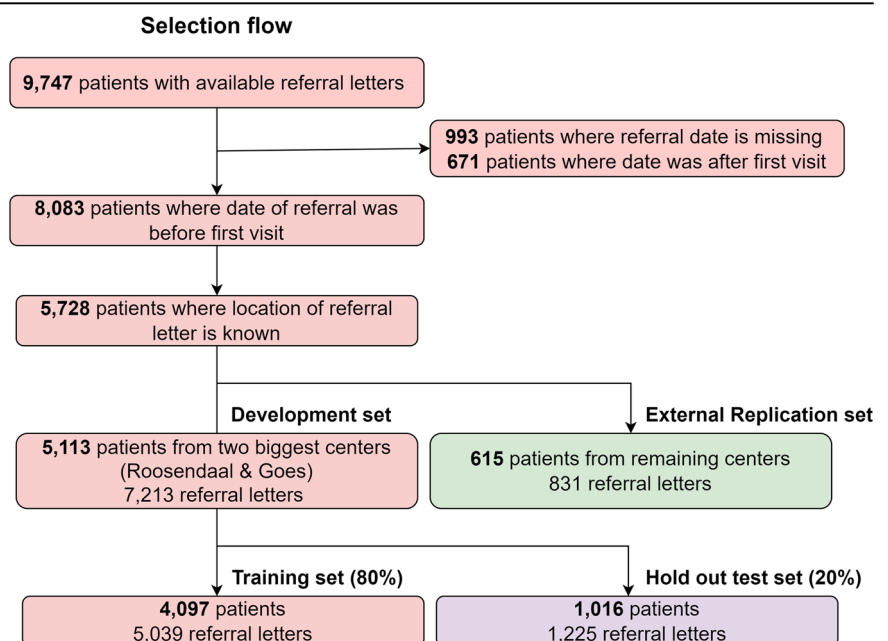 Selection flow
9,747 patients with available referral letters
993 patients where referral date is missing
671 patients where date was after first visit
8,083 patients where date of referral was
before first visit
5,728 patients where location of referral
letter is known
Development set
External Replication set
5,113 patients from two biggest centers
(Roosendaal & Goes)
7,213 referral letters
615 patients from remaining centers
831 referral letters
Training set (80%)
Hold out test set (20%)
4,097 patients
5,039 referral letters
1,016 patients
1,225 referral letters